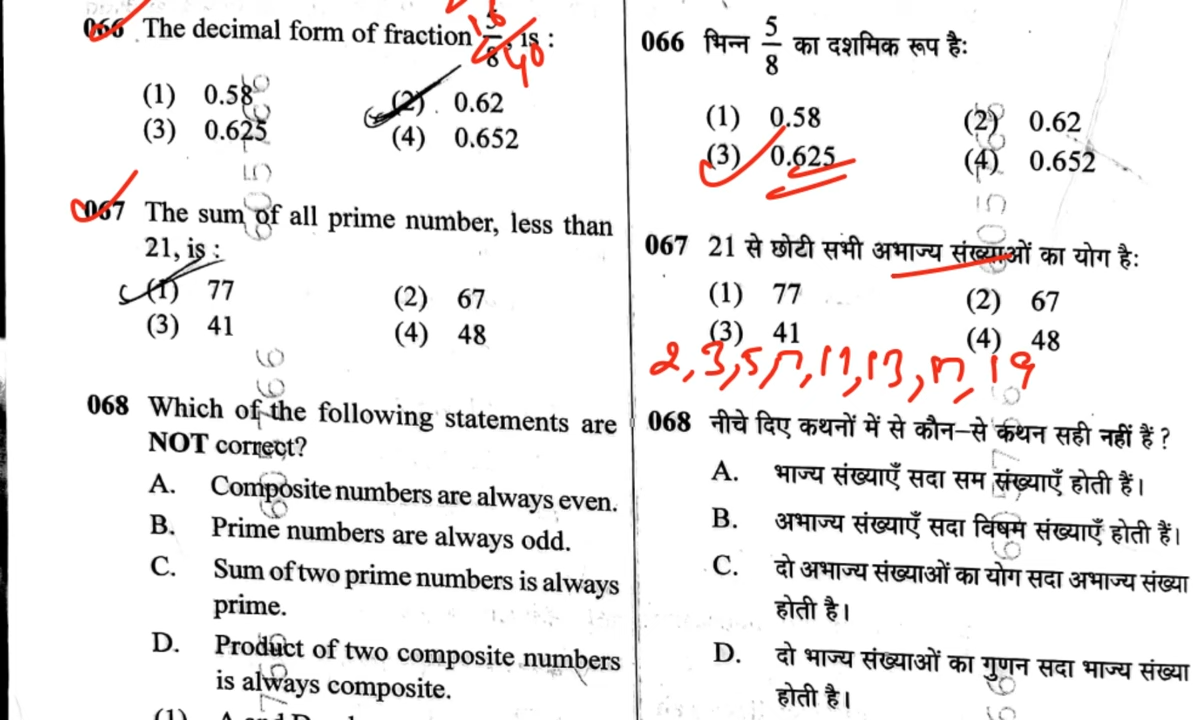 066 The decimal form of fraction 5/8, is :
(1) 0.58 (2) 0.62
(3) 0.625 (4) 0.652
067 The sum of all prime number, less than
21, is :
(1) 77 (2) 67
(3) 41 (4) 48
068 Which of the following statements are
NOT correct?
A. Composite numbers are always even.
B. Prime numbers are always odd.
C. Sum of two prime numbers is always
prime.
D. Product of two composite numbers
is always composite.
066 भिन्न 5/8 का दशमिक रूप है:
(1) 0.58 (2) 0.62
(3) 0.625 (4) 0.652
067 21 से छोटी सभी अभाज्य संख्याओं का योग है:
(1) 77 (2) 67
(3) 41 (4) 48
2, 3, 5, 7, 11, 13, 17, 19
068 नीचे दिए कथनों में से कौन-से कथन सही नहीं हैं ?
A. भाज्य संख्याएँ सदा सम संख्याएँ होती हैं।
B. अभाज्य संख्याएँ सदा विषम संख्याएँ होती हैं।
C. दो अभाज्य संख्याओं का योग सदा अभाज्य संख्या
होती है।
D. दो भाज्य संख्याओं का गुणन सदा भाज्य संख्या
होती है।